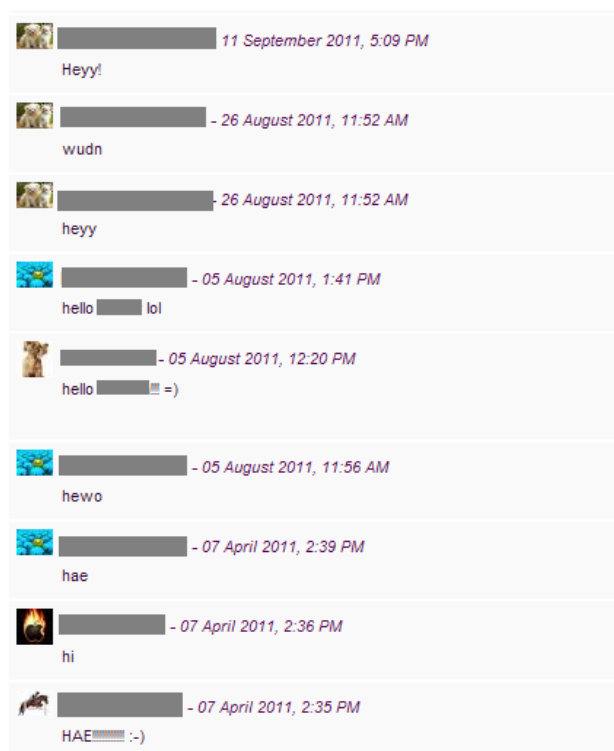 11 September 2011, 5:09 PM
Heyy!
- 26 August 2011, 11:52 AM
wudn
- 26 August 2011, 11:52 AM
heyy
- 05 August 2011, 1:41 PM
hello lol
- 05 August 2011, 12:20 PM
hello !!! =)
- 05 August 2011, 11:56 AM
hewo
- 07 April 2011, 2:39 PM
hae
- 07 April 2011, 2:36 PM
hi
- 07 April 2011, 2:35 PM
HAE!!!!!!!!!! :-)